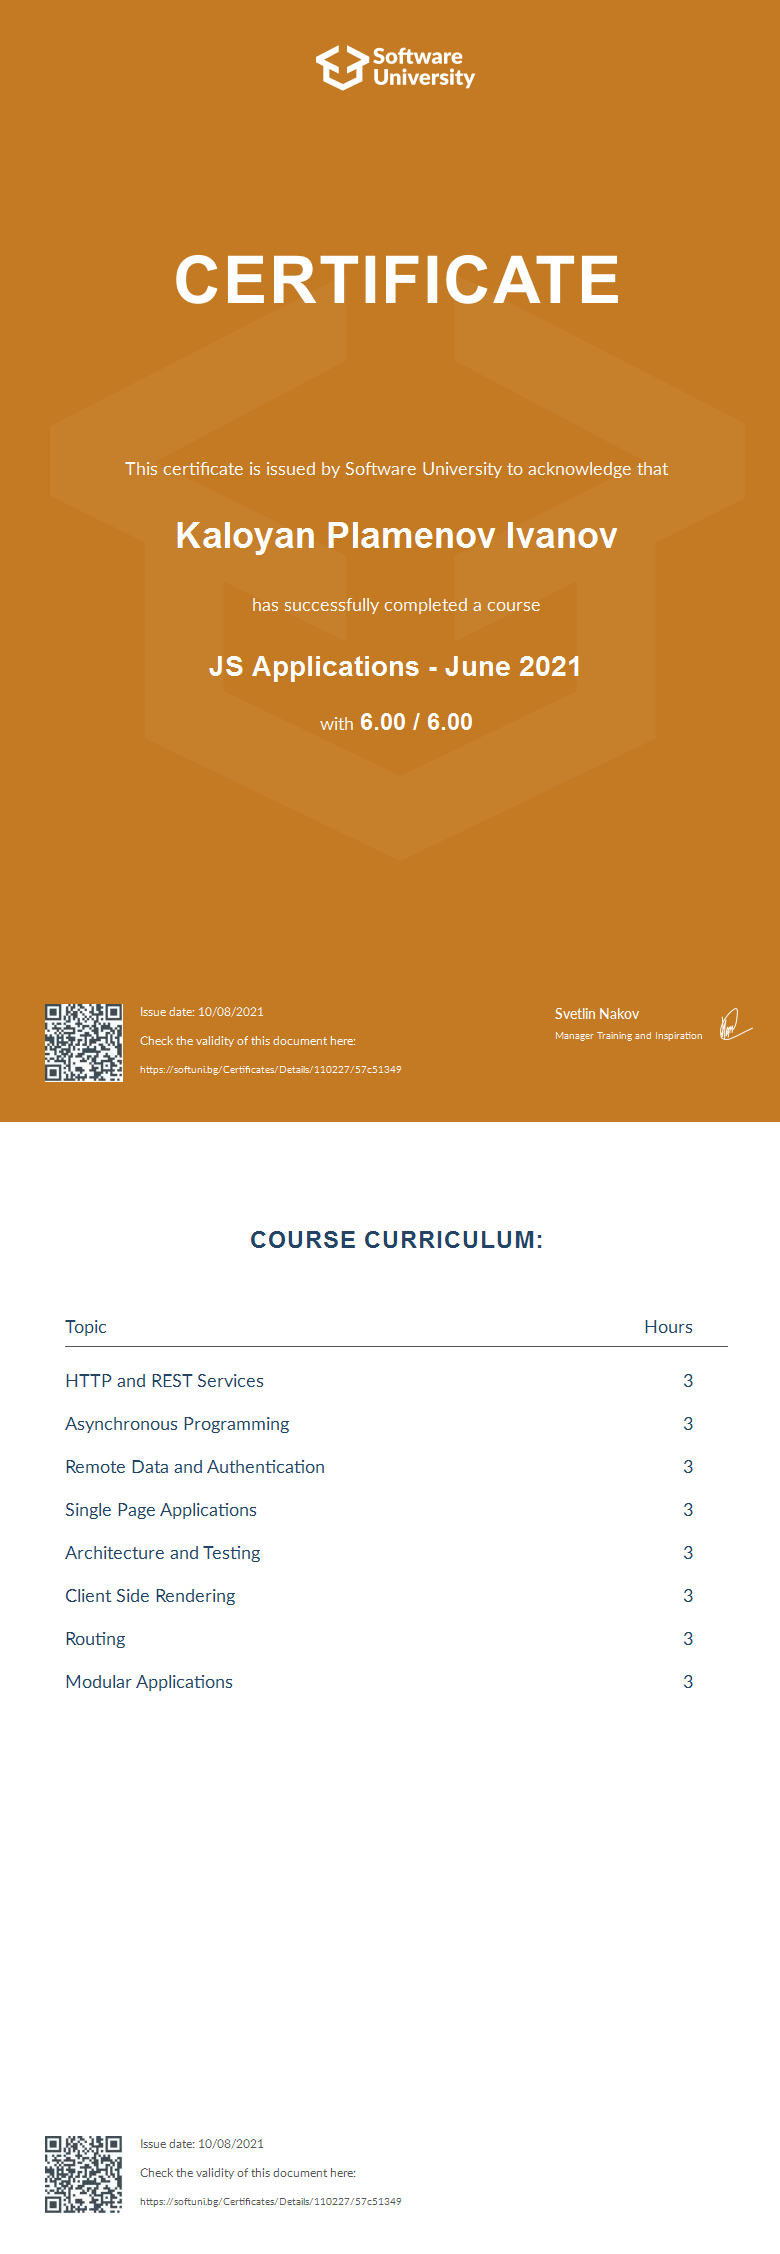 Software
University
CERTIFICATE
This certificate is issued by Software University to acknowledge that
Kaloyan Plamenov Ivanov
has successfully completed a course
JS Applications - June 2021
with 6.00 / 6.00
Issue date: 10/08/2021
Check the validity of this document here:
https://softuni.bg/Certificates/Details/110227/57c51349
Svetlin Nakov
Manager Training and Inspiration
COURSE CURRICULUM:
Topic Hours
HTTP and REST Services 3
Asynchronous Programming 3
Remote Data and Authentication 3
Single Page Applications 3
Architecture and Testing 3
Client Side Rendering 3
Routing 3
Modular Applications 3
Issue date: 10/08/2021
Check the validity of this document here:
https://softuni.bg/Certificates/Details/110227/57c51349